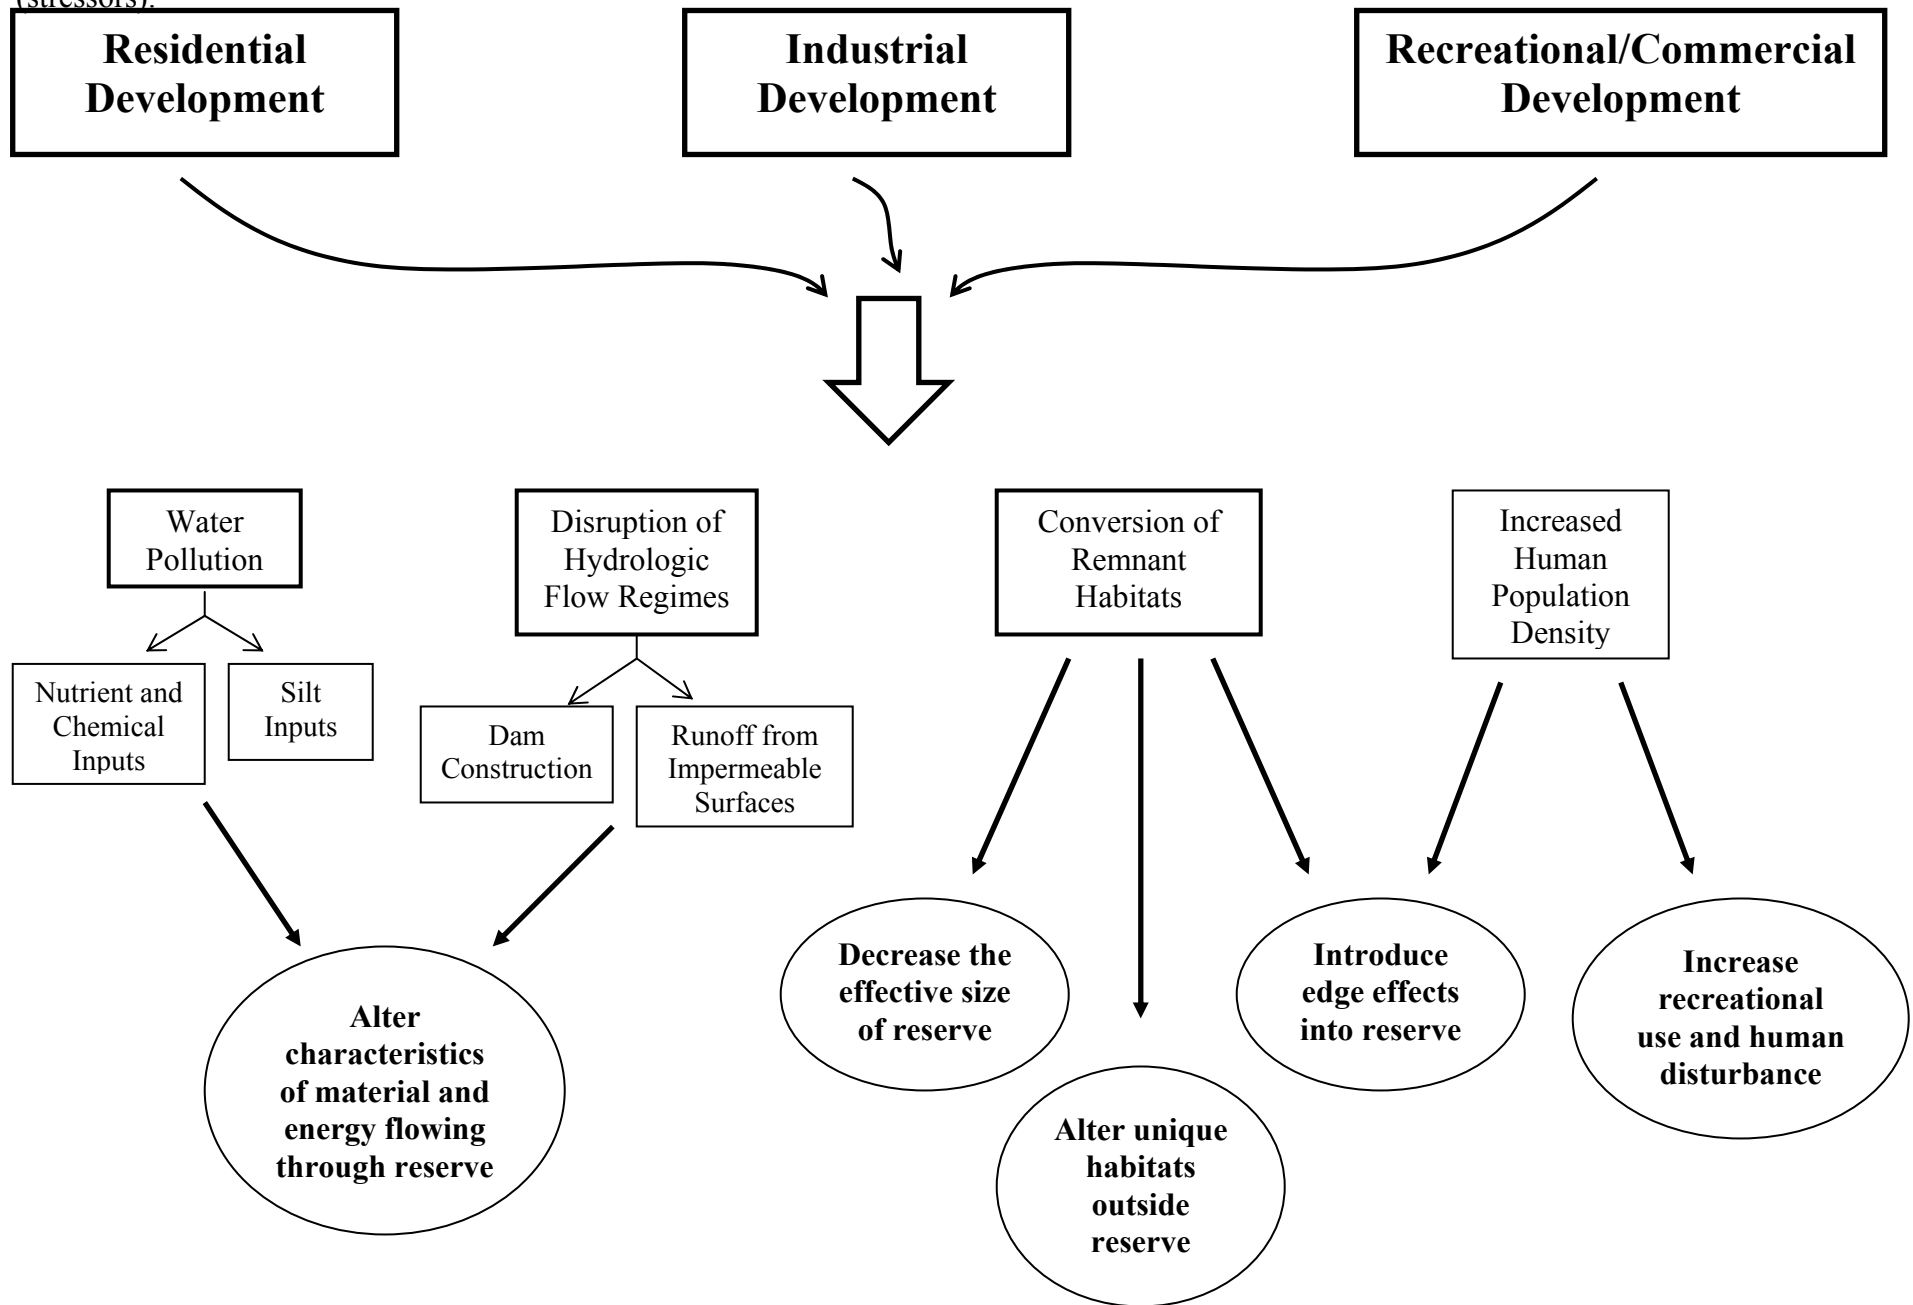 (stressors).
Residential
Development
Industrial
Development
Recreational/Commercial
Development
Water
Pollution
Disruption of
Hydrologic
Flow Regimes
Conversion of
Remnant
Habitats
Increased
Human
Population
Density
Nutrient and
Chemical
Inputs
Silt
Inputs
Dam
Construction
Runoff from
Impermeable
Surfaces
Alter
characteristics
of material and
energy flowing
through reserve
Decrease the
effective size
of reserve
Alter unique
habitats
outside
reserve
Introduce
edge effects
into reserve
Increase
recreational
use and human
disturbance